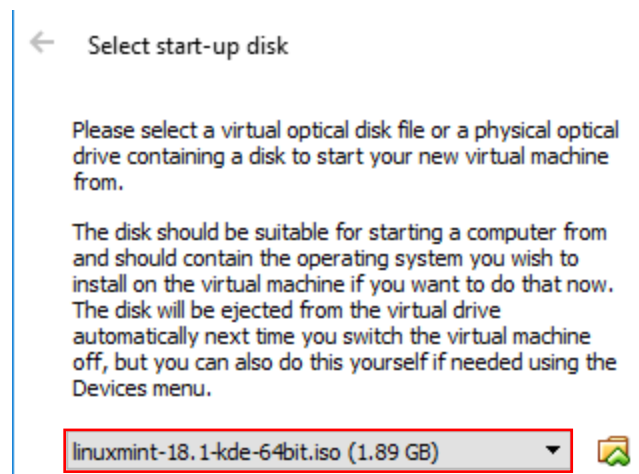 Select start-up disk
Please select a virtual optical disk file or a physical optical
drive containing a disk to start your new virtual machine
from.
The disk should be suitable for starting a computer from
and should contain the operating system you wish to
install on the virtual machine if you want to do that now.
The disk will be ejected from the virtual drive
automatically next time you switch the virtual machine
off, but you can also do this yourself if needed using the
Devices menu.
linuxmint-18.1-kde-64bit.iso (1.89 GB)